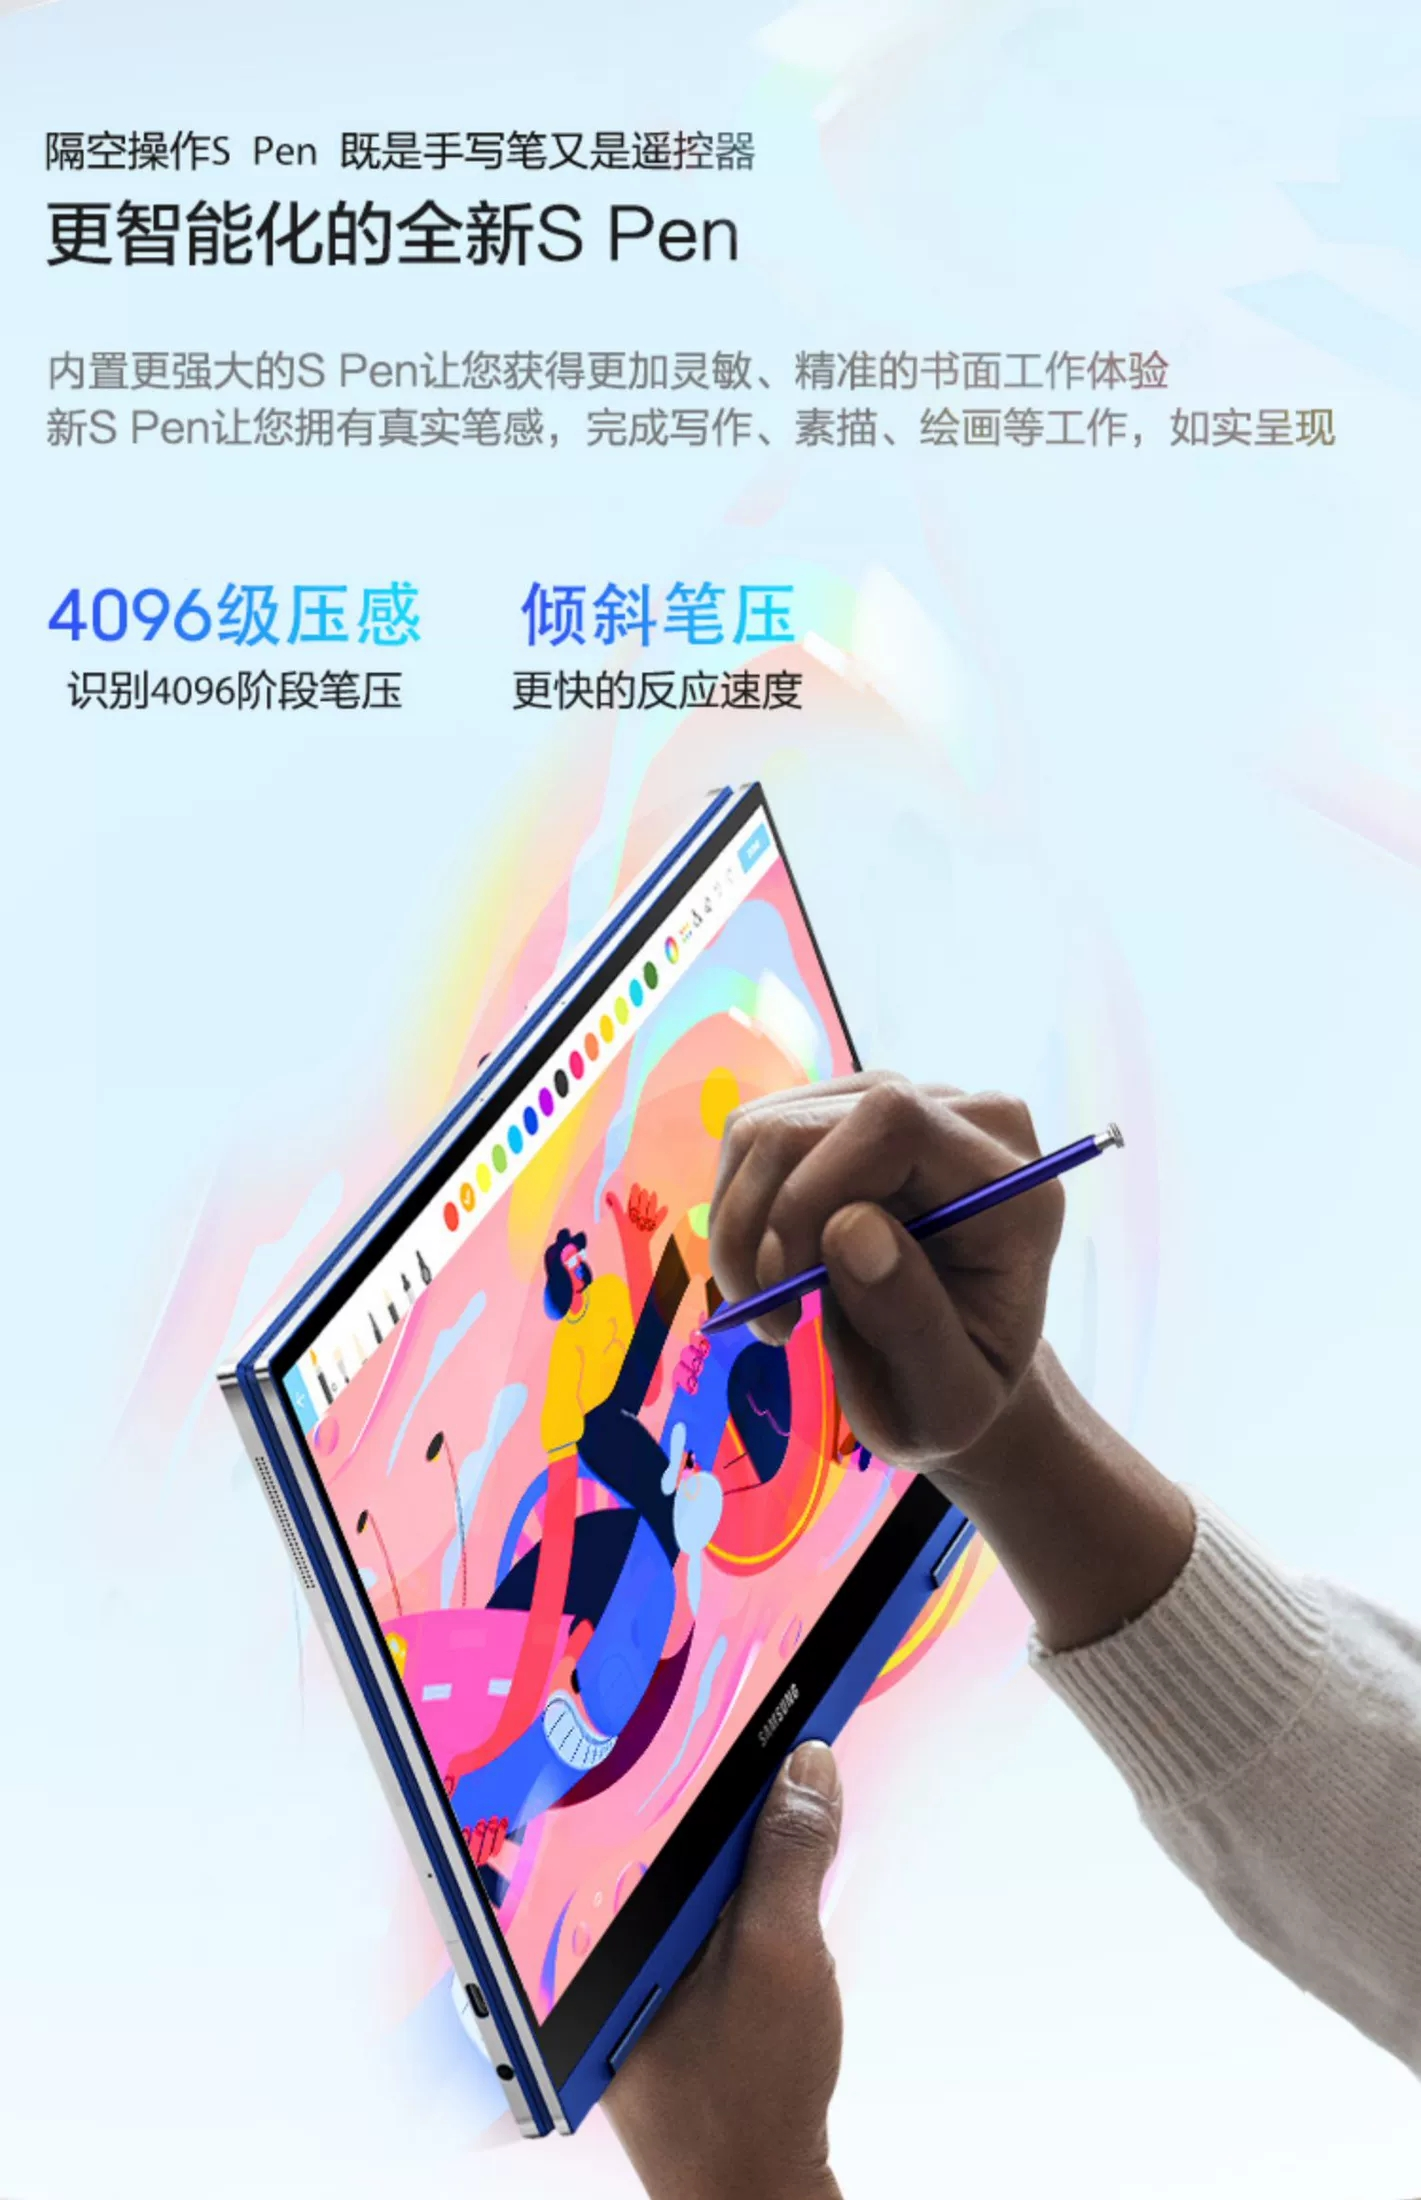 隔空操作S Pen 既是手写笔又是遥控器
更智能化的全新S Pen
内置更强大的S Pen让您获得更加灵敏、精准的书面工作体验
新S Pen让您拥有真实笔感，完成写作、素描、绘画等工作，如实呈现
4096级压感 倾斜笔压
识别4096阶段笔压 更快的反应速度
SAMSUNG